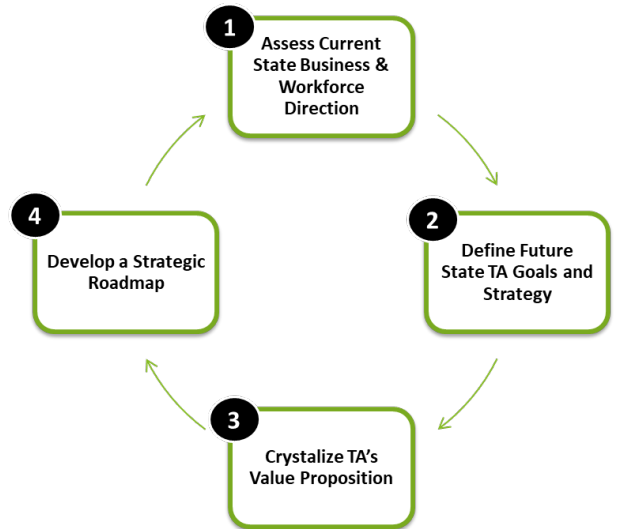 1
Assess Current
State Business &
Workforce
Direction
2
Define Future
State TA Goals and
Strategy
3
Crystalize TA's
Value Proposition
4
Develop a Strategic
Roadmap